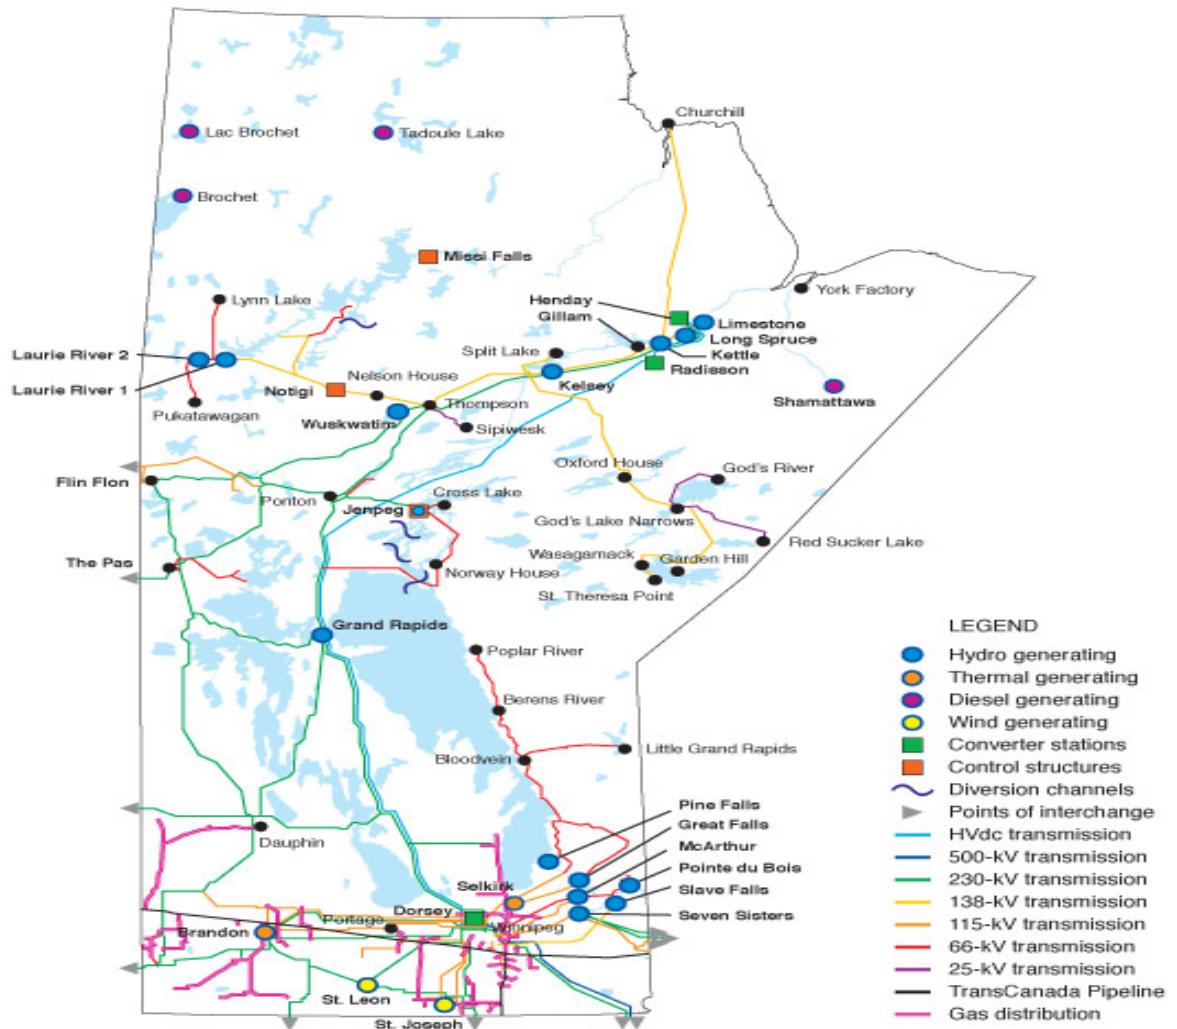 Churchill
Lac Brochet
Tadoule Lake
Brochet
Missi Falls
York Factory
Lynn Lake
Henday
Gillam
Limestone
Long Spruce
Kettle
Radisson
Laurie River 2
Laurie River 1
Split Lake
Kelsey
Nelson House
Notigi
Thompson
Shamattawa
Pukatawagan
Wuskwatim
Sipiwesk
Oxford House
God's River
Flin Flon
Ponton
Cross Lake
Jenpeg
God's Lake Narrows
Red Sucker Lake
The Pas
Wasagamack
Garden Hill
Norway House
St. Theresa Point
Grand Rapids
Poplar River
Berens River
Bloodvein
Little Grand Rapids
Pine Falls
Great Falls
McArthur
Pointe du Bois
Slave Falls
Seven Sisters
Dauphin
Selkirk
Dorsey
Portage
Winnipeg
Brandon
St. Leon
St. Joseph
LEGEND
Hydro generating
Thermal generating
Diesel generating
Wind generating
Converter stations
Control structures
Diversion channels
Points of interchange
HVdc transmission
500-kV transmission
230-kV transmission
138-kV transmission
115-kV transmission
66-kV transmission
25-kV transmission
TransCanada Pipeline
Gas distribution